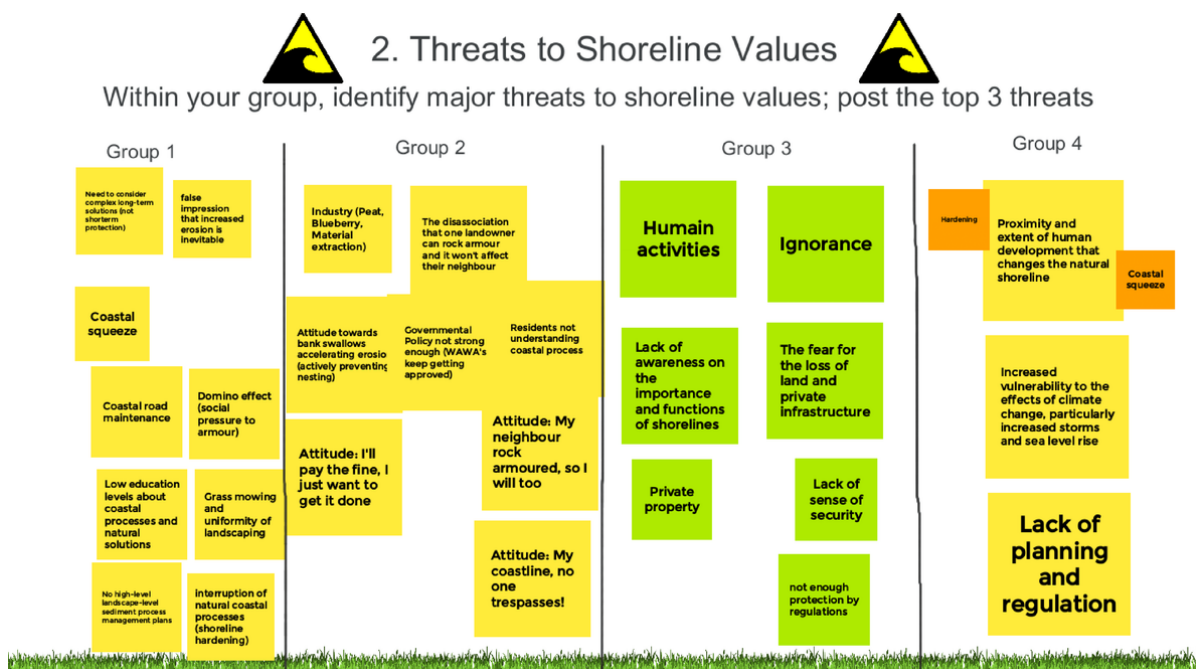 2. Threats to Shoreline Values
Within your group, identify major threats to shoreline values; post the top 3 threats
Group 1
Need to consider
complex long-term
solutions (not
shorterm
protection)
false
impression
that increased
erosion is
inevitable
Coastal
squeeze
Coastal road
maintenance
Domino effect
(social
pressure to
armour)
Low education
levels about
coastal
processes and
natural
solutions
Grass mowing
and
uniformity of
landscaping
No high-level
landscape-level
sediment process
management plans
interruption of
natural coastal
processes
(shoreline
hardening)
Group 2
Industry (Peat,
Blueberry,
Material
extraction)
The disassociation
that one landowner
can rock armour
and it won't affect
their neighbour
Attitude towards
bank swallows
accelerating erosio
(actively preventing
nesting)
Governmental
Policy not strong
enough (WAWA's
keep getting
approved)
Residents not
understanding
coastal process
Attitude: I'll
pay the fine, I
just want to
get it done
Attitude: My
neighbour
rock
armoured, so I
will too
Attitude: My
coastline, no
one
trespasses!
Group 3
Humain
activities
Ignorance
Lack of
awareness on
the
importance
and functions
of shorelines
The fear for
the loss of
land and
private
infrastructure
Private
property
Lack of
sense of
security
not enough
protection by
regulations
Group 4
Hardening
Proximity and
extent of human
development that
changes the natural
shoreline
Coastal
squeeze
Increased
vulnerability to the
effects of climate
change, particularly
increased storms
and sea level rise
Lack of
planning
and
regulation